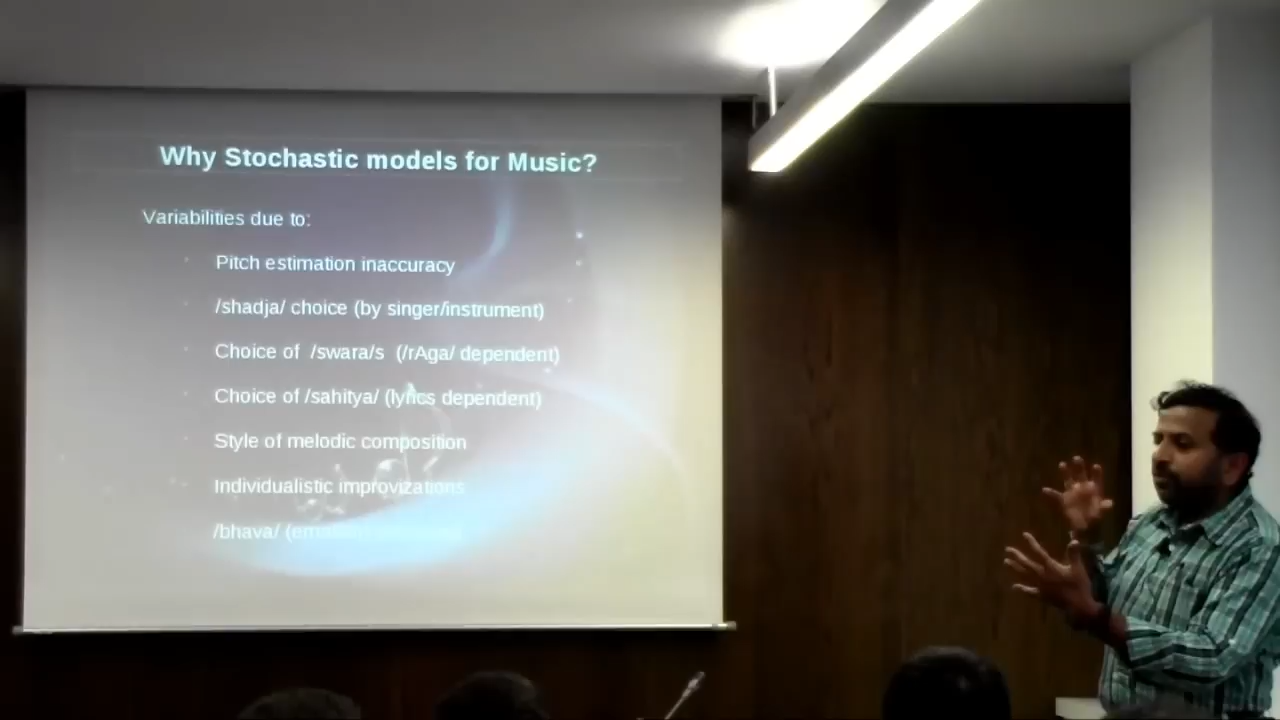 Why Stochastic models for Music?
Variabilities due to:
Pitch estimation inaccuracy
/shadja/ choice (by singer/instrument)
Choice of /swara/s (/rAga/ dependent)
Choice of /sahitya/ (lyrics dependent)
Style of melodic composition
Individualistic improvizations
/bhava/